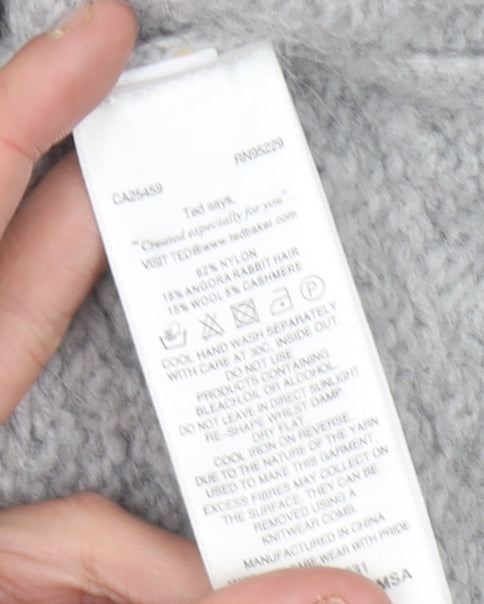 RN95229
CA35459
Ted says,
"Created especially for you"
VISIT TED@www.tedbaker.com
62% NYLON
18% ANGORA RABBIT HAIR
15% WOOL 5% CASHMERE
COOL HAND WASH SEPARATELY
WITH CARE AT 30C. INSIDE OUT.
DO NOT USE
PRODUCTS CONTAINING
BLEACH,OIL OR ALCOHOL.
DO NOT LEAVE IN DIRECT SUNLIGHT
RE-SHAPE WHILST DAMP.
DRY FLAT.
COOL IRON ON REVERSE.
DUE TO THE NATURE OF THE YARN
USED TO MAKE THIS GARMENT,
EXCESS FIBRES MAY COLLECT ON
THE SURFACE. THEY CAN BE
REMOVED USING A
KNITWEAR COMB.
MANUFACTURED IN CHINA
WEAR WITH PRIDE
MSA